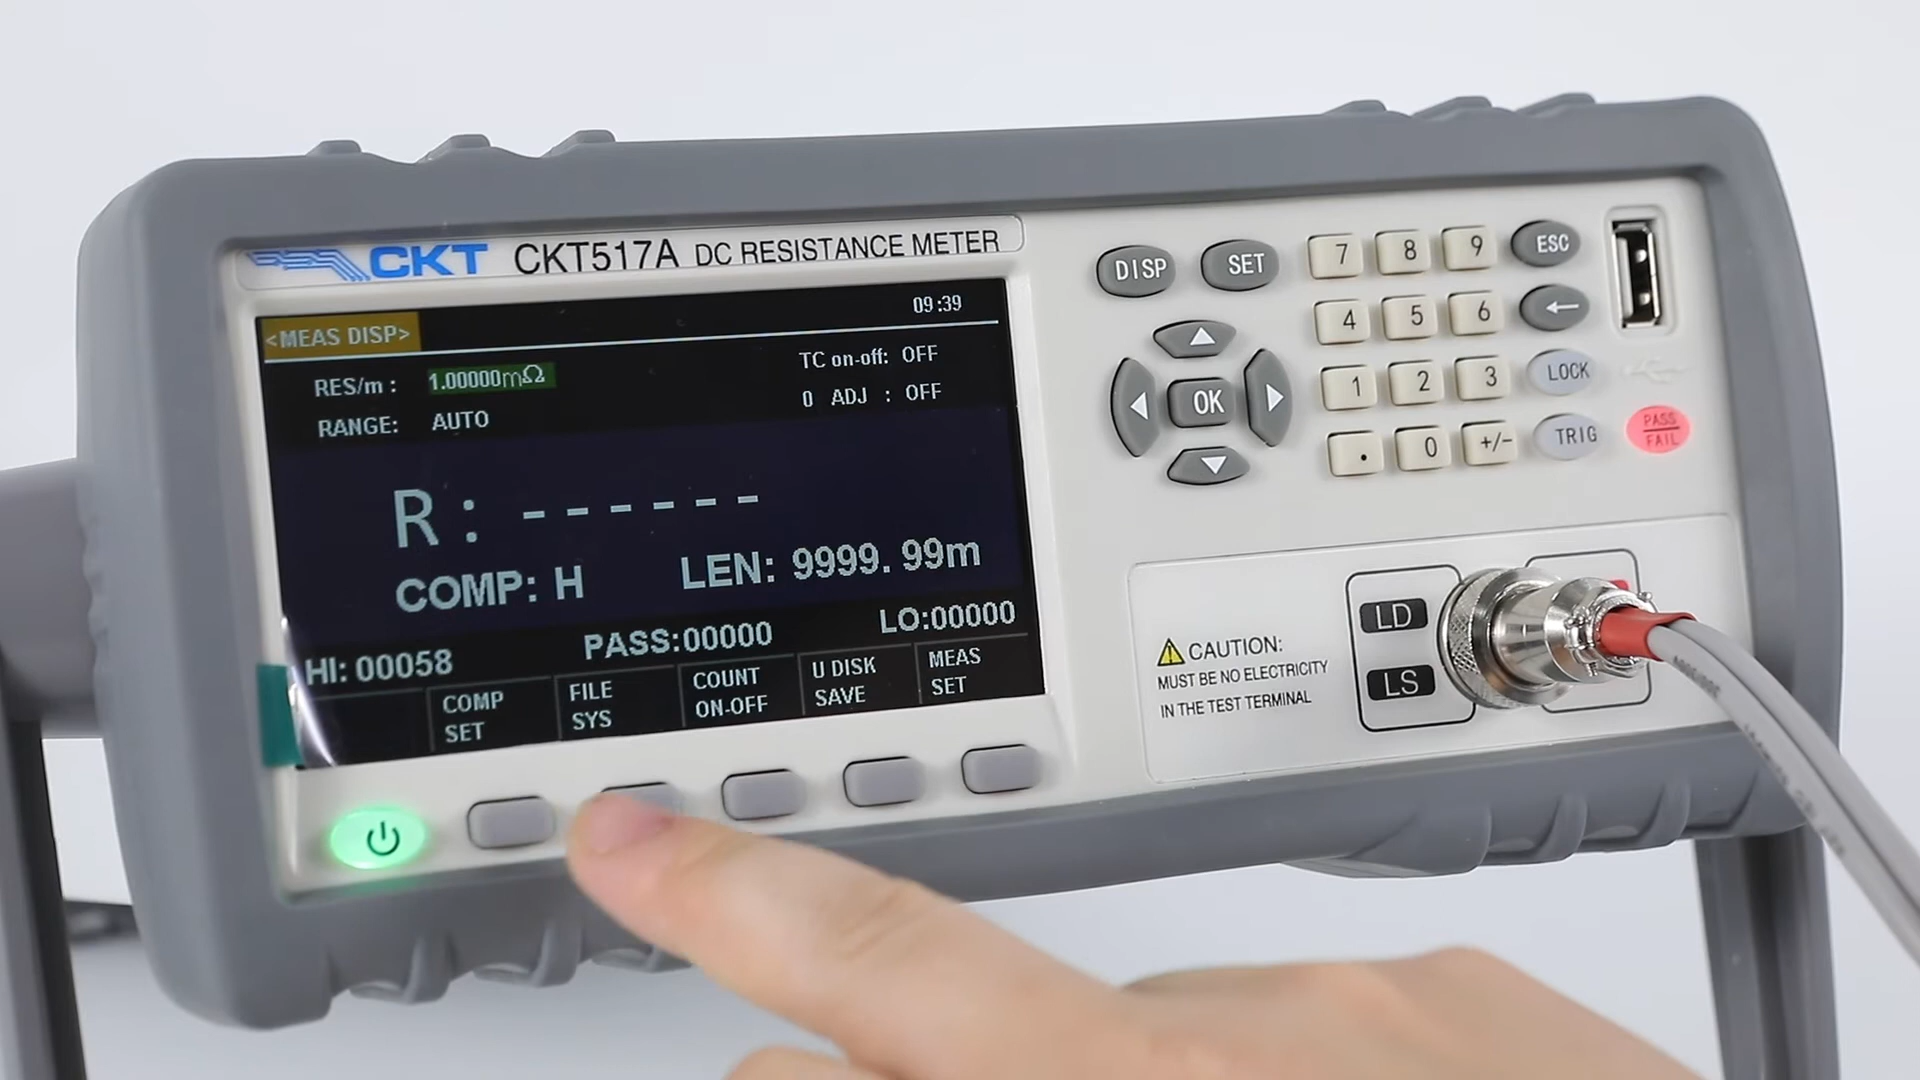 CKT CKT517A DC RESISTANCE METER
<MEAS DISP> 09:39
RES/m : 1.00000mΩ TC on-off: OFF
RANGE: AUTO 0 ADJ : OFF
R: ------
COMP: H LEN: 9999.99m
HI: 00058 PASS:00000 LO:00000
COMP SET
FILE SYS
COUNT ON-OFF
U DISK SAVE
MEAS SET
DISP SET
OK
7 8 9 ESC
4 5 6 ←
1 2 3 LOCK
. 0 +/- TRIG
PASS
FAIL
CAUTION:
MUST BE NO ELECTRICITY
IN THE TEST TERMINAL
LD
LS